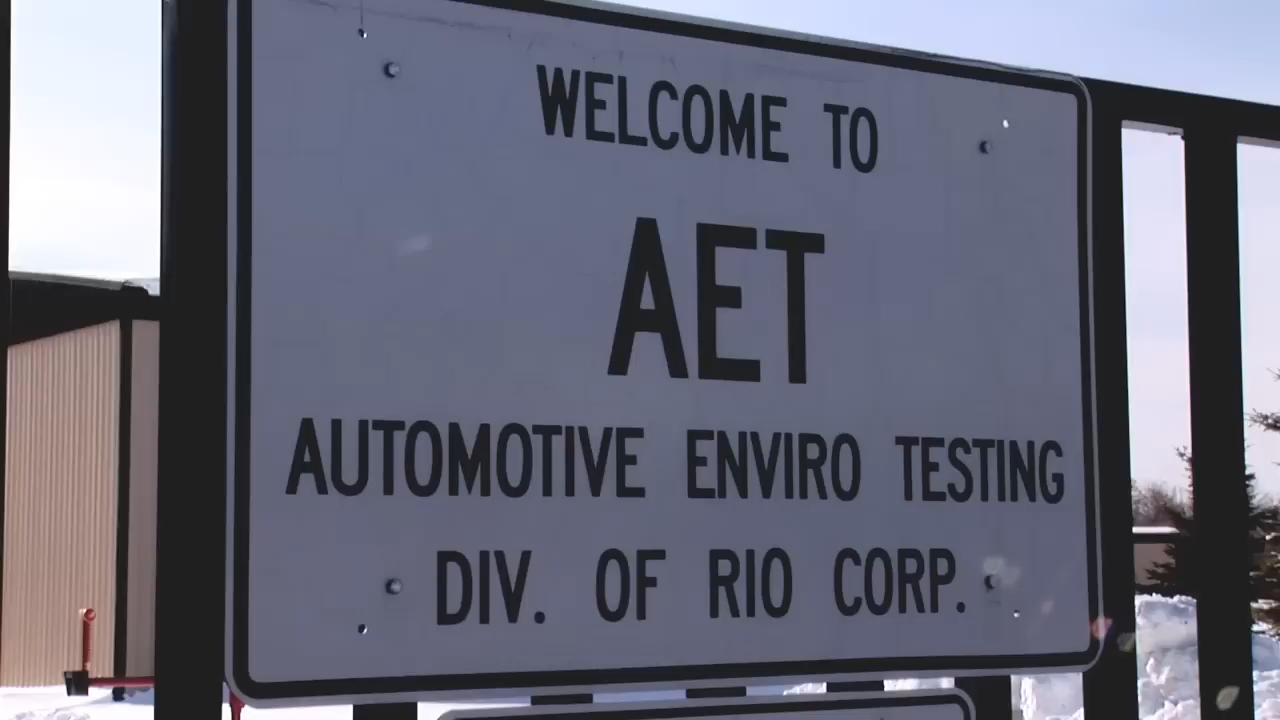 WELCOME TO
AET
AUTOMOTIVE ENVIRO TESTING
DIV. OF RIO CORP.